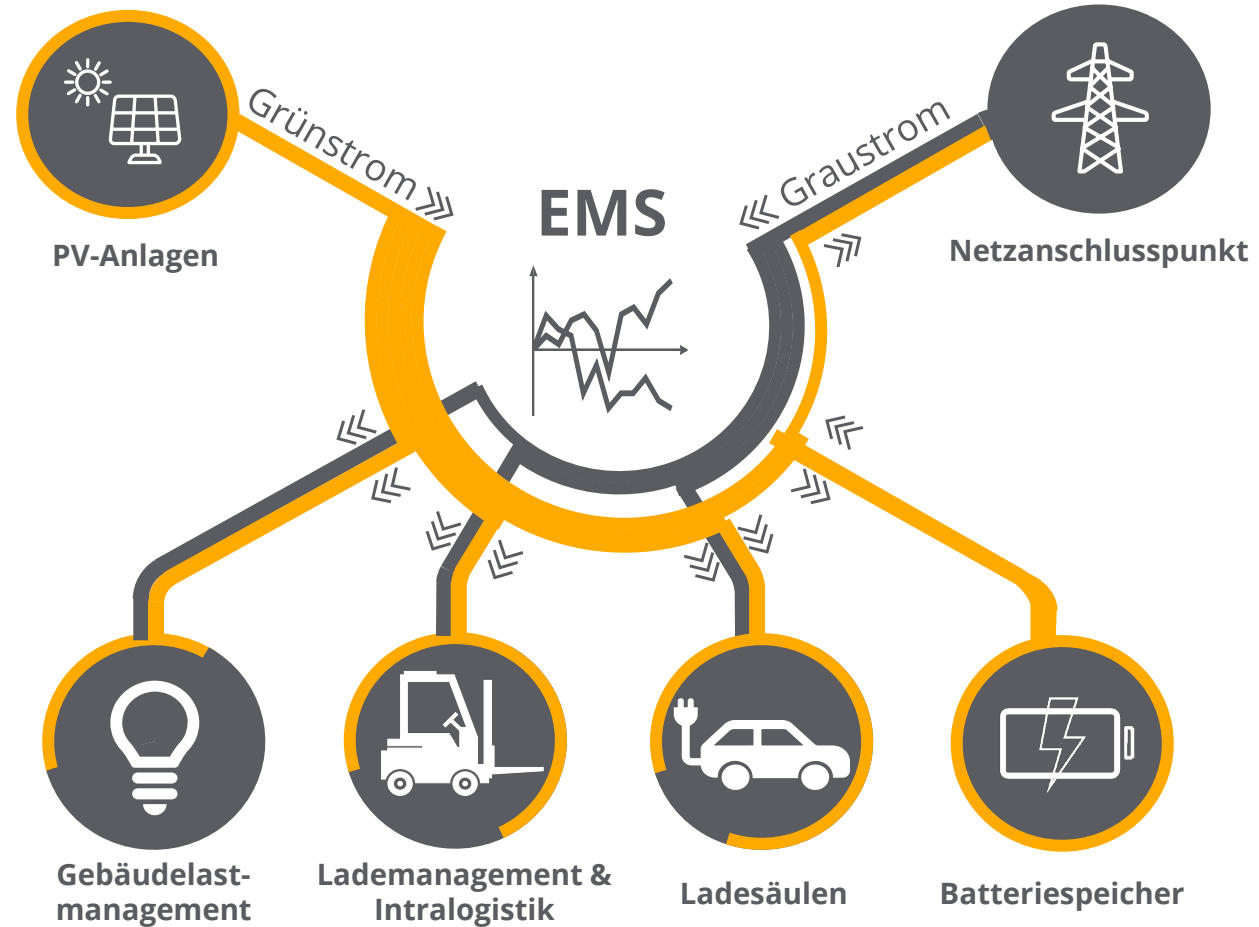 Grünstrom
Graustrom
EMS
PV-Anlagen
Netzanschlusspunkt
Gebäudelast-
management
Lademanagement &
Intralogistik
Ladesäulen
Batteriespeicher